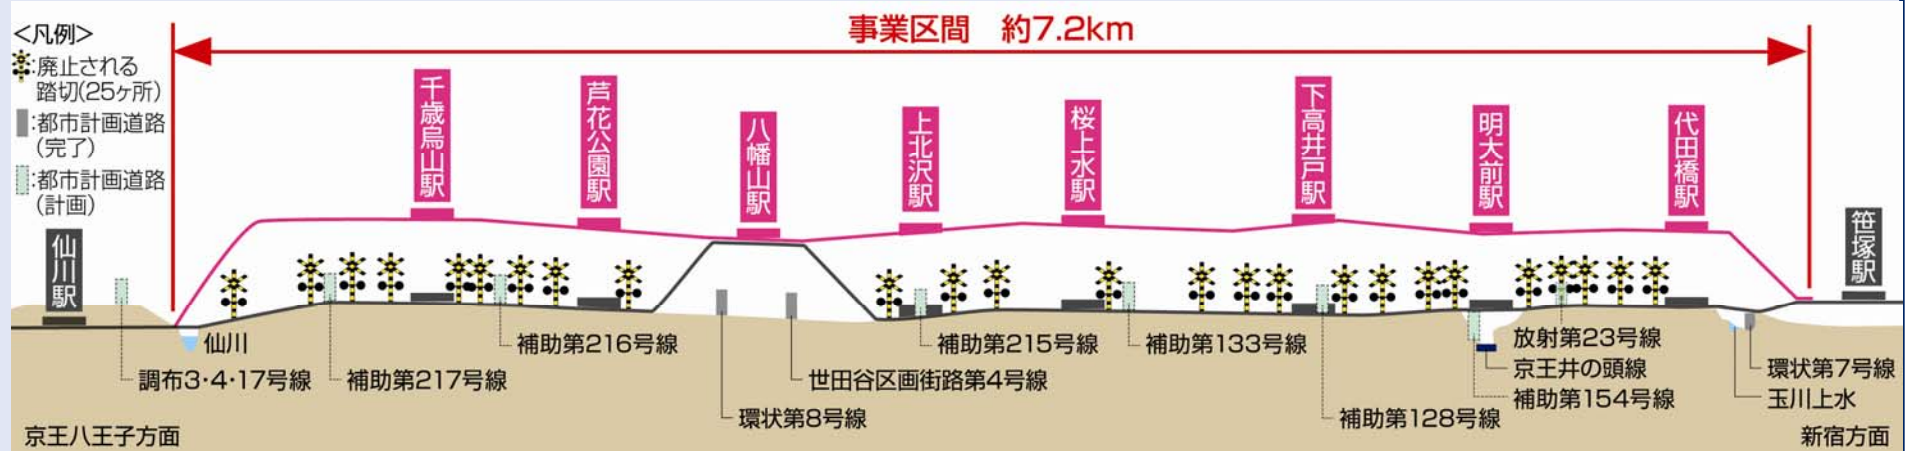 事業区間 約7.2km
<凡例>
:廃止される
踏切(25ヶ所)
:都市計画道路
(完了)
:都市計画道路
(計画)
仙川駅
千歳烏山駅
芦花公園駅
八幡山駅
上北沢駅
桜上水駅
下高井戸駅
明大前駅
代田橋駅
笹塚駅
仙川
調布3・4・17号線
補助第217号線
補助第216号線
環状第8号線
世田谷区画街路第4号線
補助第215号線
補助第133号線
補助第128号線
放射第23号線
京王井の頭線
補助第154号線
環状第7号線
玉川上水
京王八王子方面
新宿方面